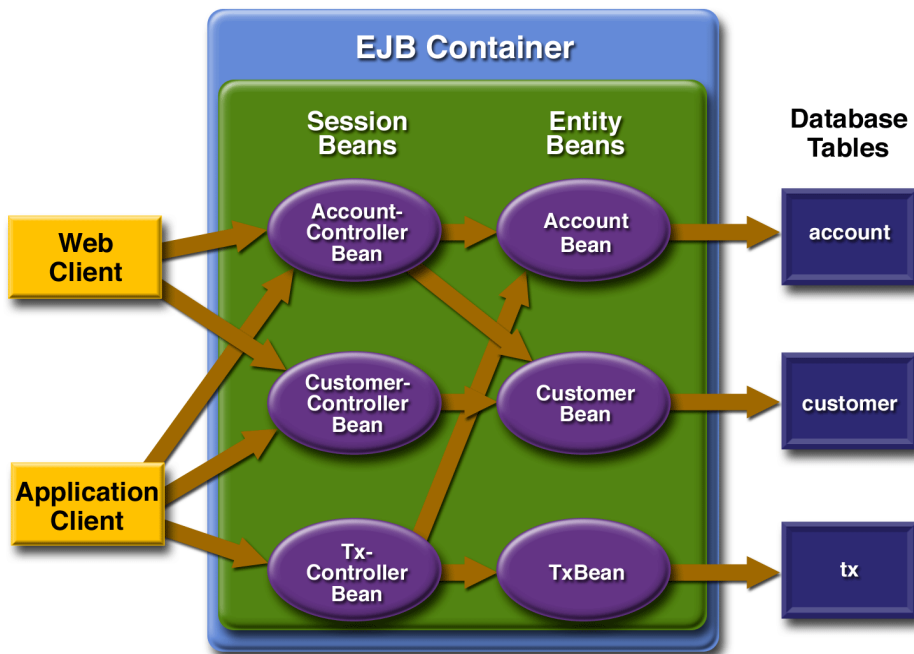 EJB Container
Session
Beans
Entity
Beans
Database
Tables
Web
Client
Account-
Controller
Bean
Account
Bean
account
Customer-
Controller
Bean
Customer
Bean
customer
Application
Client
Tx-
Controller
Bean
TxBean
tx